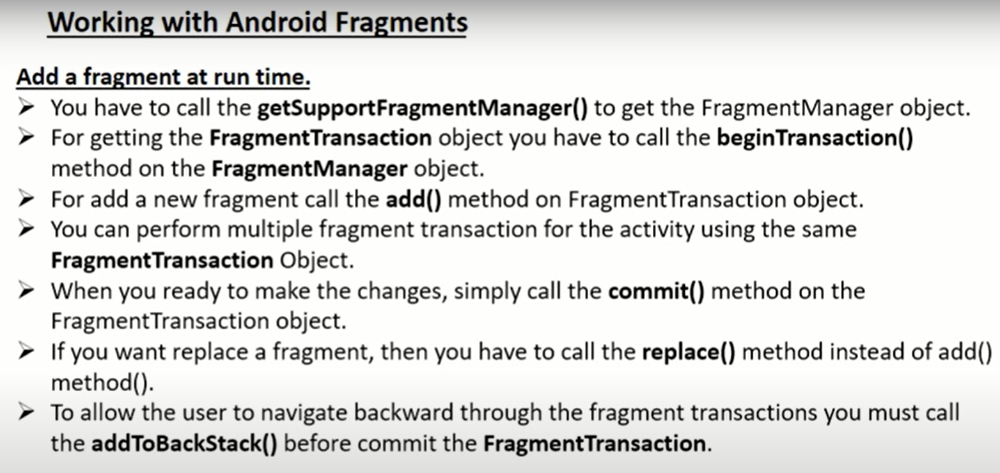 Working with Android Fragments
Add a fragment at run time.
➢ You have to call the getSupportFragmentManager() to get the FragmentManager object.
➢ For getting the FragmentTransaction object you have to call the beginTransaction()
method on the FragmentManager object.
➢ For add a new fragment call the add() method on FragmentTransaction object.
➢ You can perform multiple fragment transaction for the activity using the same
FragmentTransaction Object.
➢ When you ready to make the changes, simply call the commit() method on the
FragmentTransaction object.
➢ If you want replace a fragment, then you have to call the replace() method instead of add()
method().
➢ To allow the user to navigate backward through the fragment transactions you must call
the addToBackStack() before commit the FragmentTransaction.